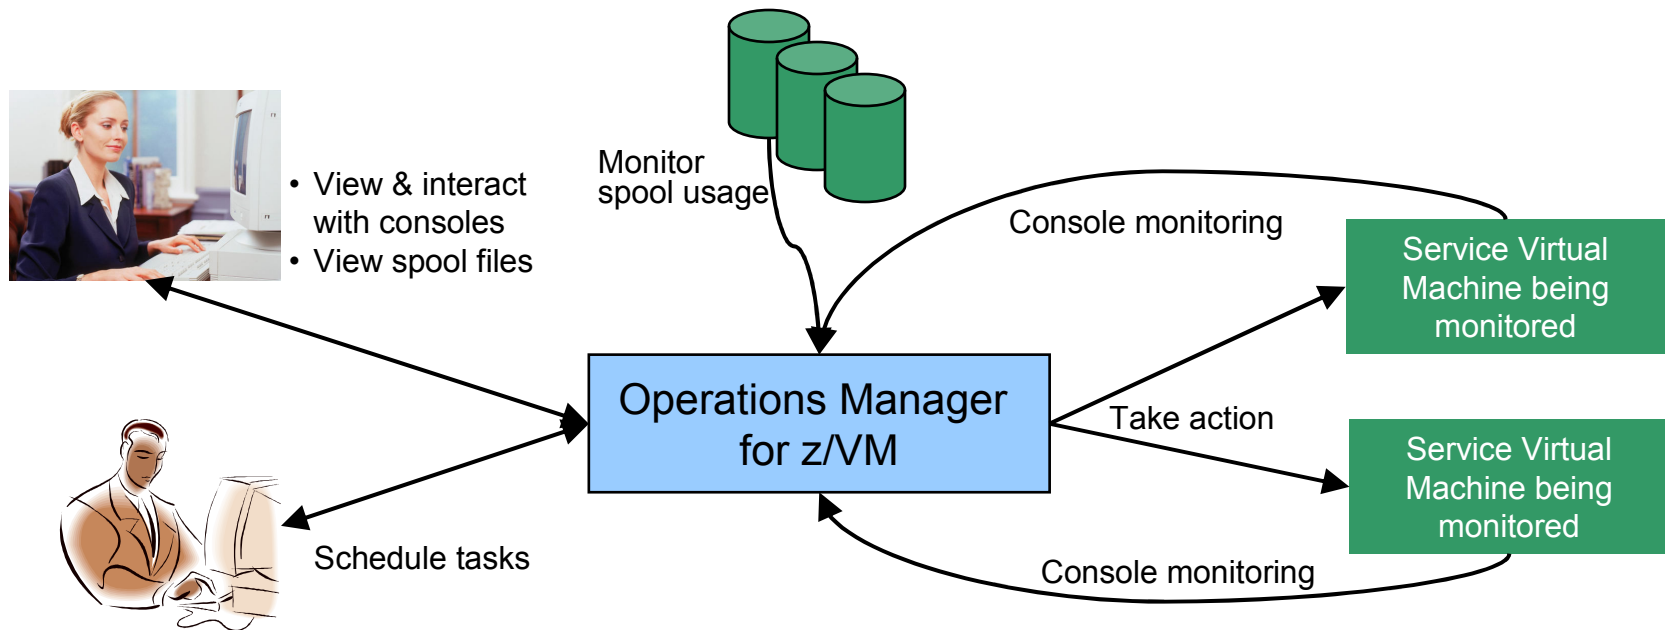 • View & interact
with consoles
• View spool files
Monitor
spool usage
Console monitoring
Service Virtual
Machine being
monitored
Operations Manager
for z/VM
Take action
Service Virtual
Machine being
monitored
Schedule tasks
Console monitoring